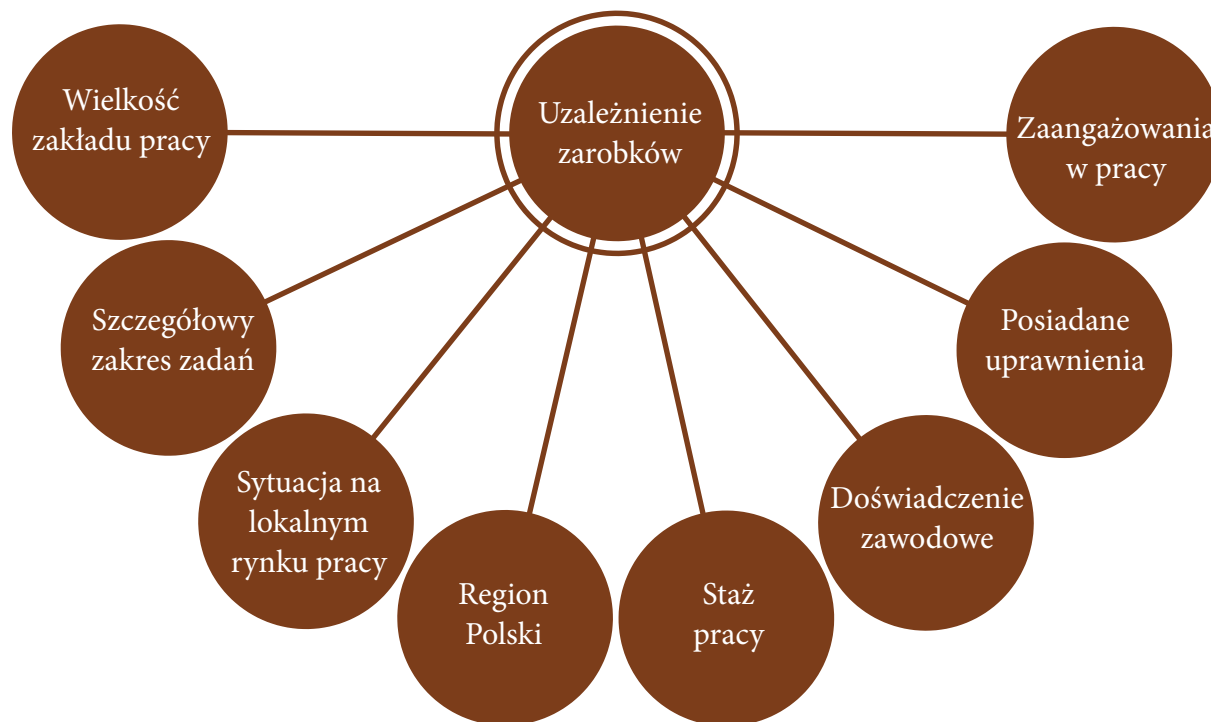 Uzależnienie
zarobków
Wielkość
zakładu pracy
Szczegółowy
zakres zadań
Sytuacja na
lokalnym
rynku pracy
Region
Polski
Staż
pracy
Doświadczenie
zawodowe
Posiadane
uprawnienia
Zaangażowania
w pracy